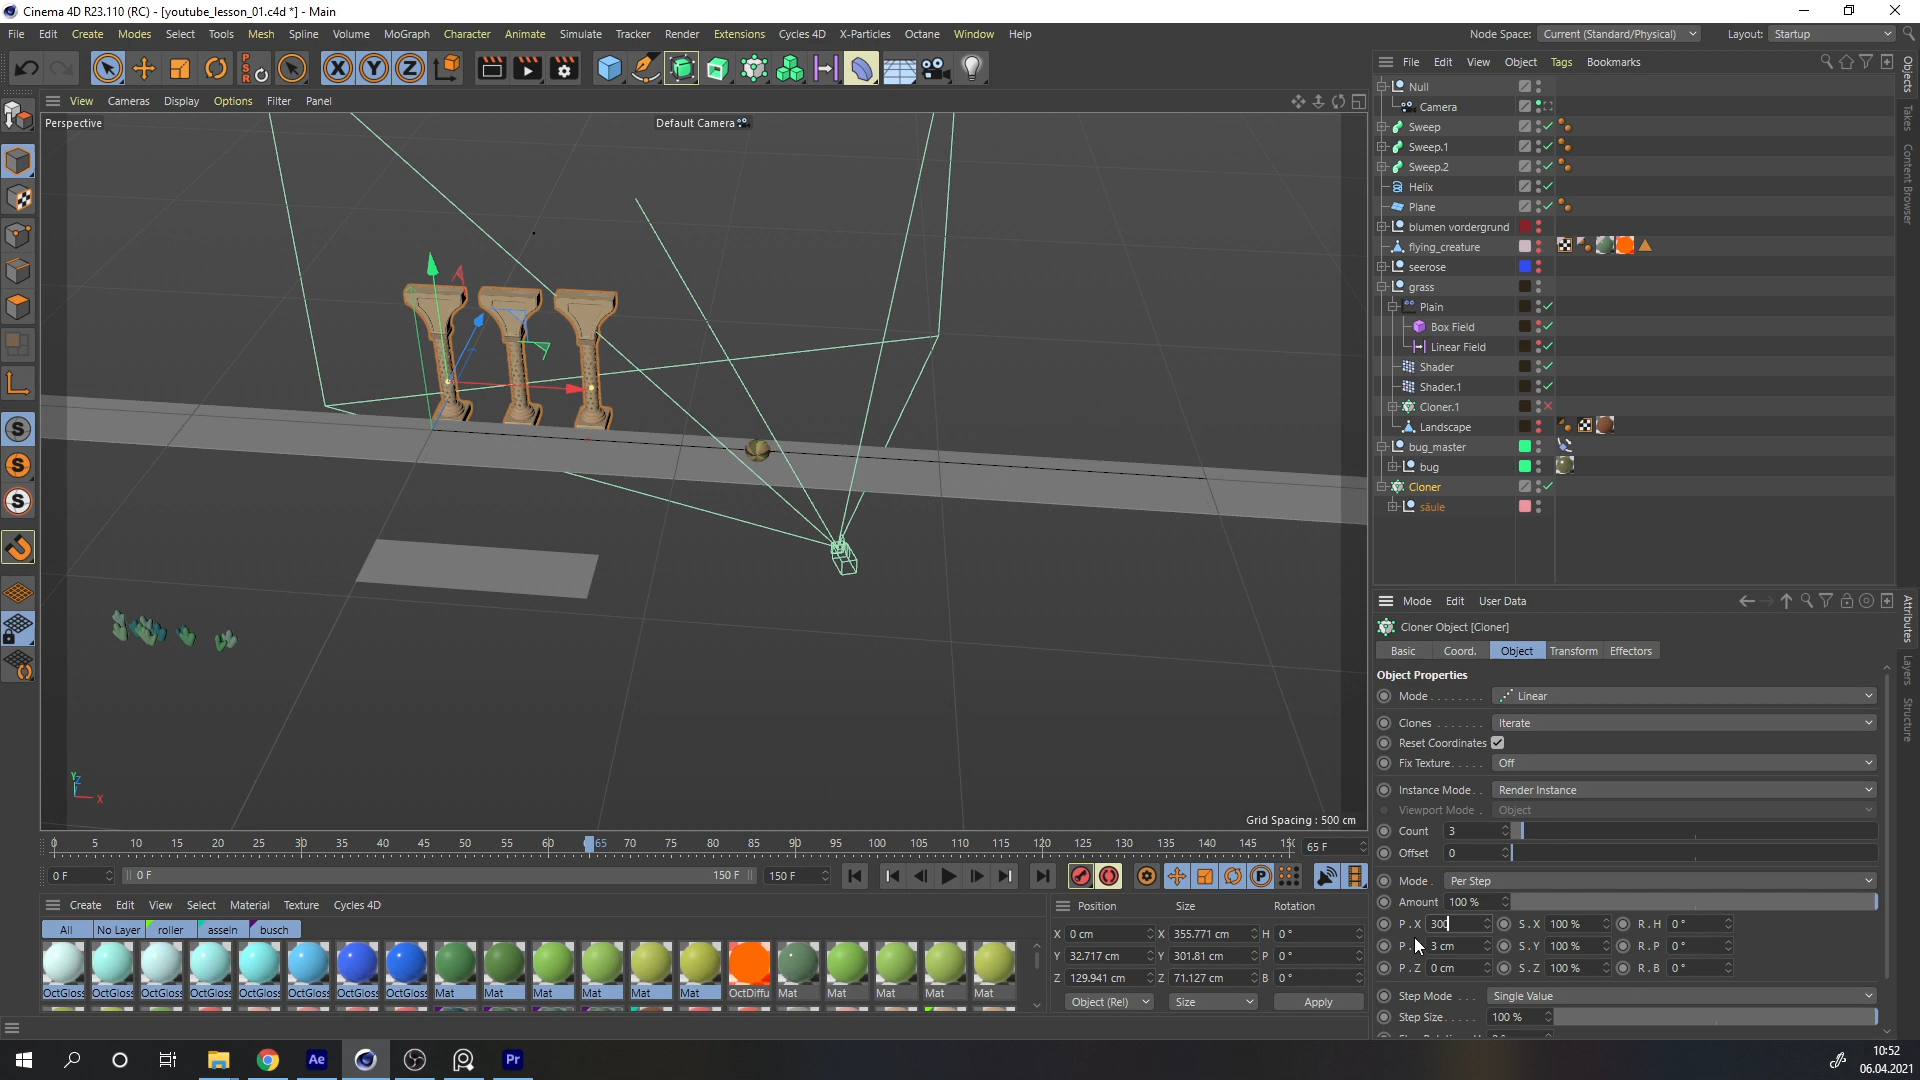 Cinema 4D R23.110 (RC) - [youtube_lesson_01.c4d *] - Main
File Edit Create Modes Select Tools Mesh Spline Volume MoGraph Character Animate Simulate Tracker Render Extensions Cycles 4D X-Particles Octane Window Help
Node Space: Current (Standard/Physical) Layout: Startup
PSR X Y Z
File Edit View Object Tags Bookmarks
View Cameras Display Options Filter Panel
Perspective
Default Camera
Null
Camera
Sweep
Sweep.1
Sweep.2
Helix
Plane
blumen vordergrund
flying_creature
seerose
grass
Plain
Box Field
Linear Field
Shader
Shader.1
Cloner.1
Landscape
bug_master
bug
Cloner
säule
Objects
Takes
Content Browser
Attributes
Layers
Structure
Mode Edit User Data
Cloner Object [Cloner]
Basic Coord. Object Transform Effectors
Object Properties
Mode Linear
Clones Iterate
Reset Coordinates
Fix Texture Off
Instance Mode Render Instance
Viewport Mode Object
Count 3
Offset 0
Mode Per Step
Amount 100 %
P . X 300 S . X 100 % R . H 0 °
P . 3 cm S . Y 100 % R . P 0 °
P . Z 0 cm S . Z 100 % R . B 0 °
Step Mode Single Value
Step Size 100 %
Y Z X
Grid Spacing : 500 cm
0 5 10 15 20 25 30 35 40 45 50 55 60 65 70 75 80 85 90 95 100 105 110 115 120 125 130 135 140 145 65 F
0 F 0 F 150 F 150 F
Create Edit View Select Material Texture Cycles 4D
All No Layer roller asseln busch
OctGloss OctGloss OctGloss OctGloss OctGloss OctGloss OctGloss OctGloss Mat Mat Mat Mat Mat Mat OctDiffu Mat Mat Mat Mat Mat
Position Size Rotation
X 0 cm X 355.771 cm H 0 °
Y 32.717 cm Y 301.81 cm P 0 °
Z 129.941 cm Z 71.127 cm B 0 °
Object (Rel) Size Apply
Ae Pr
10:52
06.04.2021